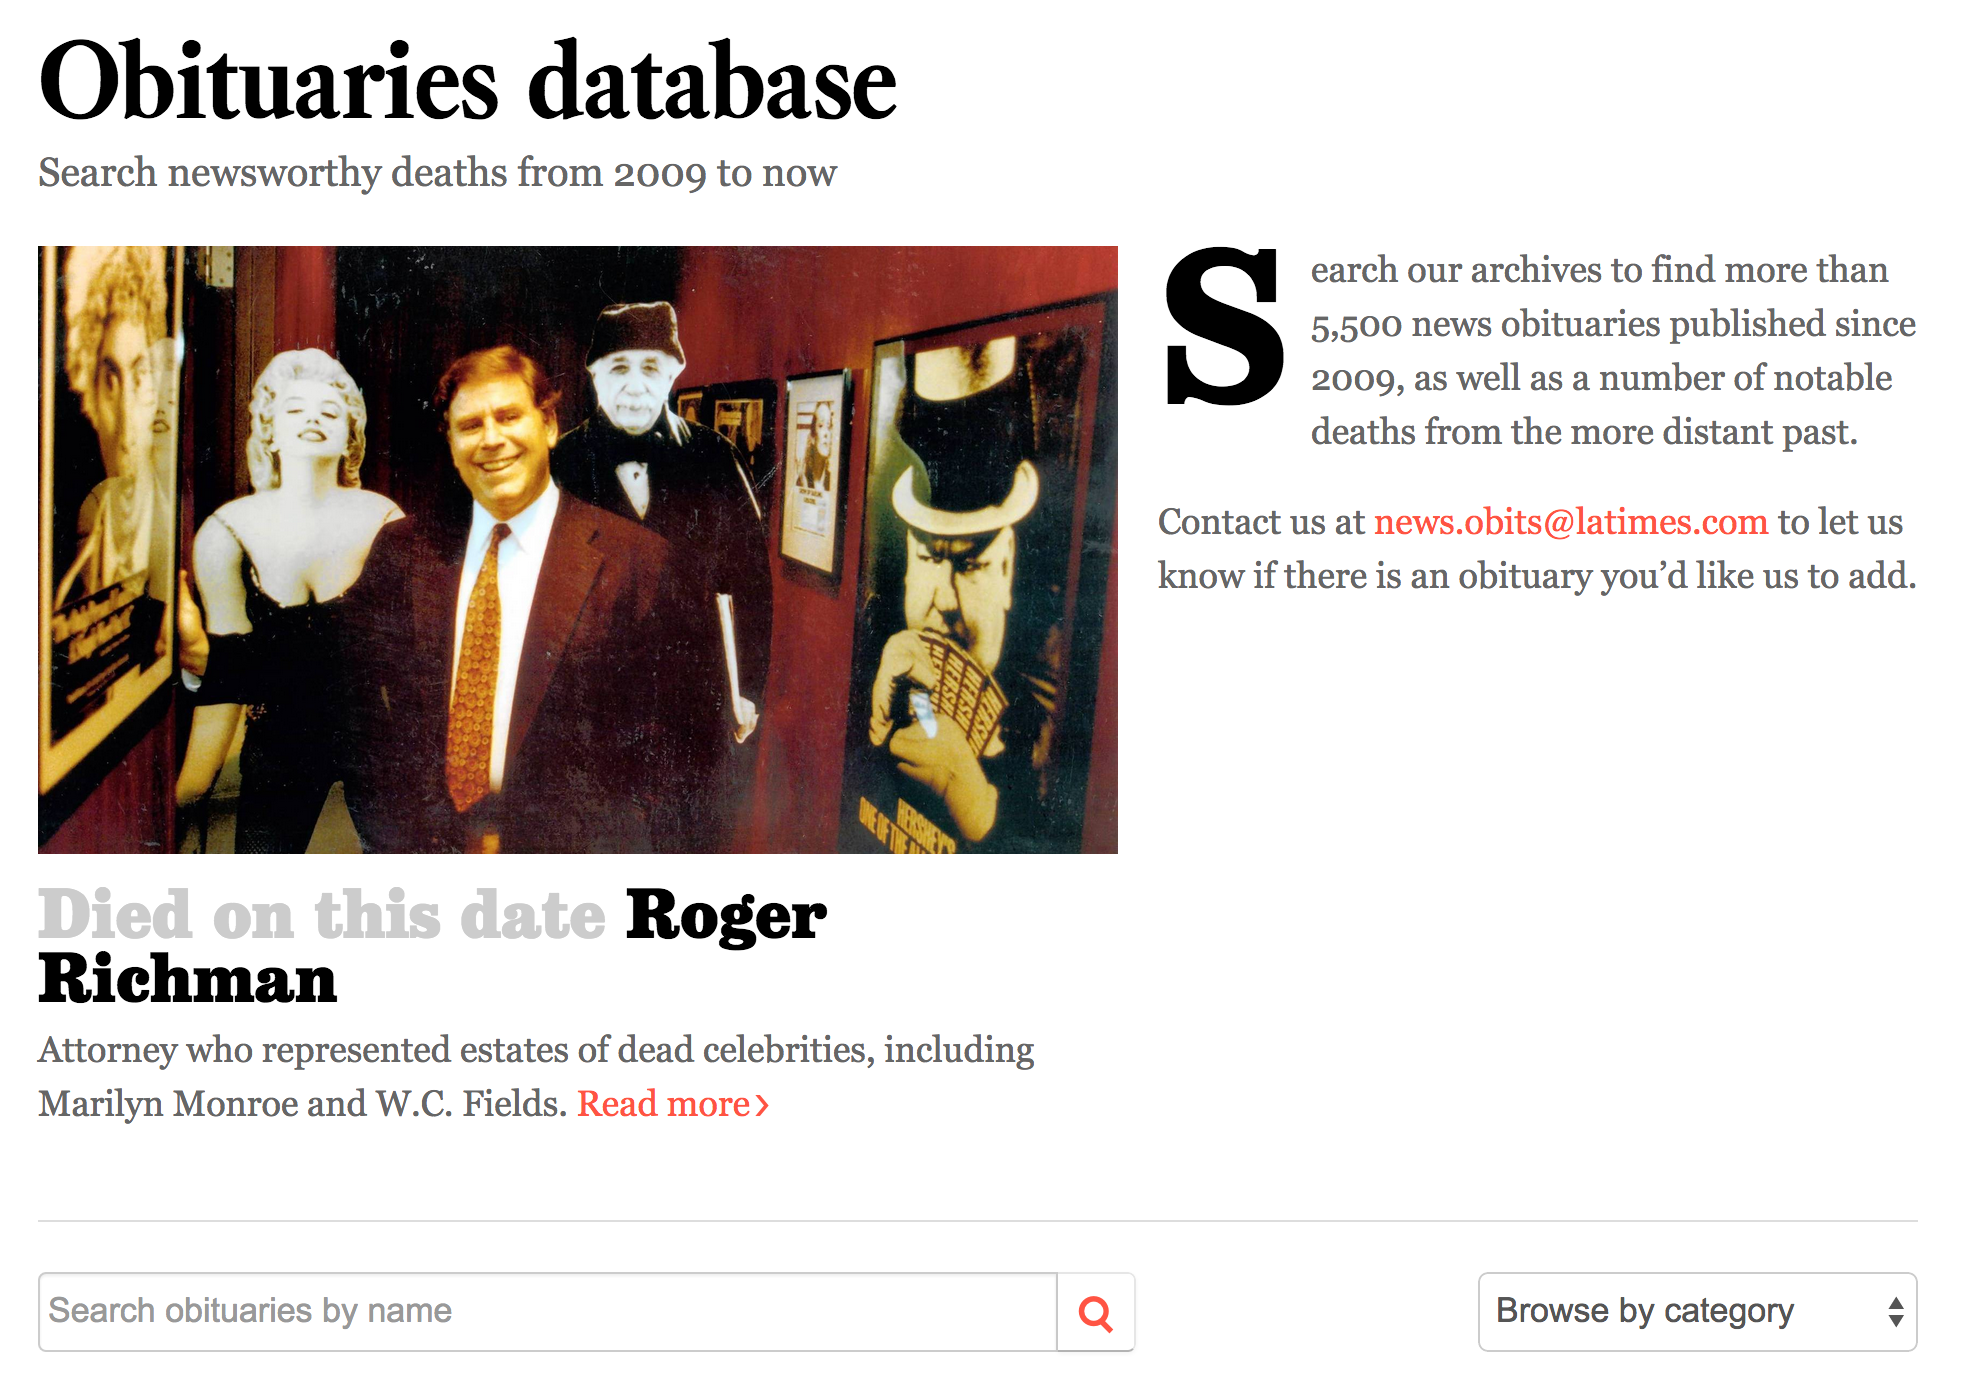 Obituaries database
Search newsworthy deaths from 2009 to now
Search our archives to find more than
5,500 news obituaries published since
2009, as well as a number of notable
deaths from the more distant past.
Contact us at news.obits@latimes.com to let us
know if there is an obituary you’d like us to add.
HERSHEY'S
ONE OF THE
Died on this date Roger
Richman
Attorney who represented estates of dead celebrities, including
Marilyn Monroe and W.C. Fields. Read more›
Search obituaries by name
Browse by category